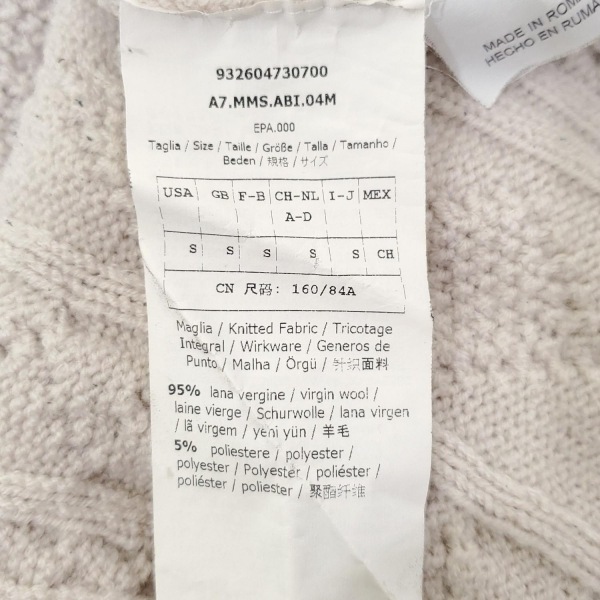 932604730700
A7.MMS.ABI.04M
EPA.000
Taglia / Size / Taille / Größe / Talla / Tamanho /
Beden / 规格 / サイズ
USA GB F-B CH-NL I-J MEX
A-D
S S S S S CH
CN 尺码: 160/84A
Maglia / Knitted Fabric / Tricotage
Integral / Wirkware / Generos de
Punto / Malha / Örgü / 针织面料
95% lana vergine / virgin wool /
laine vierge / Schurwolle / lana virgen
/ lã virgem / yeni yün / 羊毛
5% poliestere / polyester /
polyester / Polyester / poliéster /
poliéster / poliester / 聚酯纤维
MADE IN ROM
HECHO EN RUMA